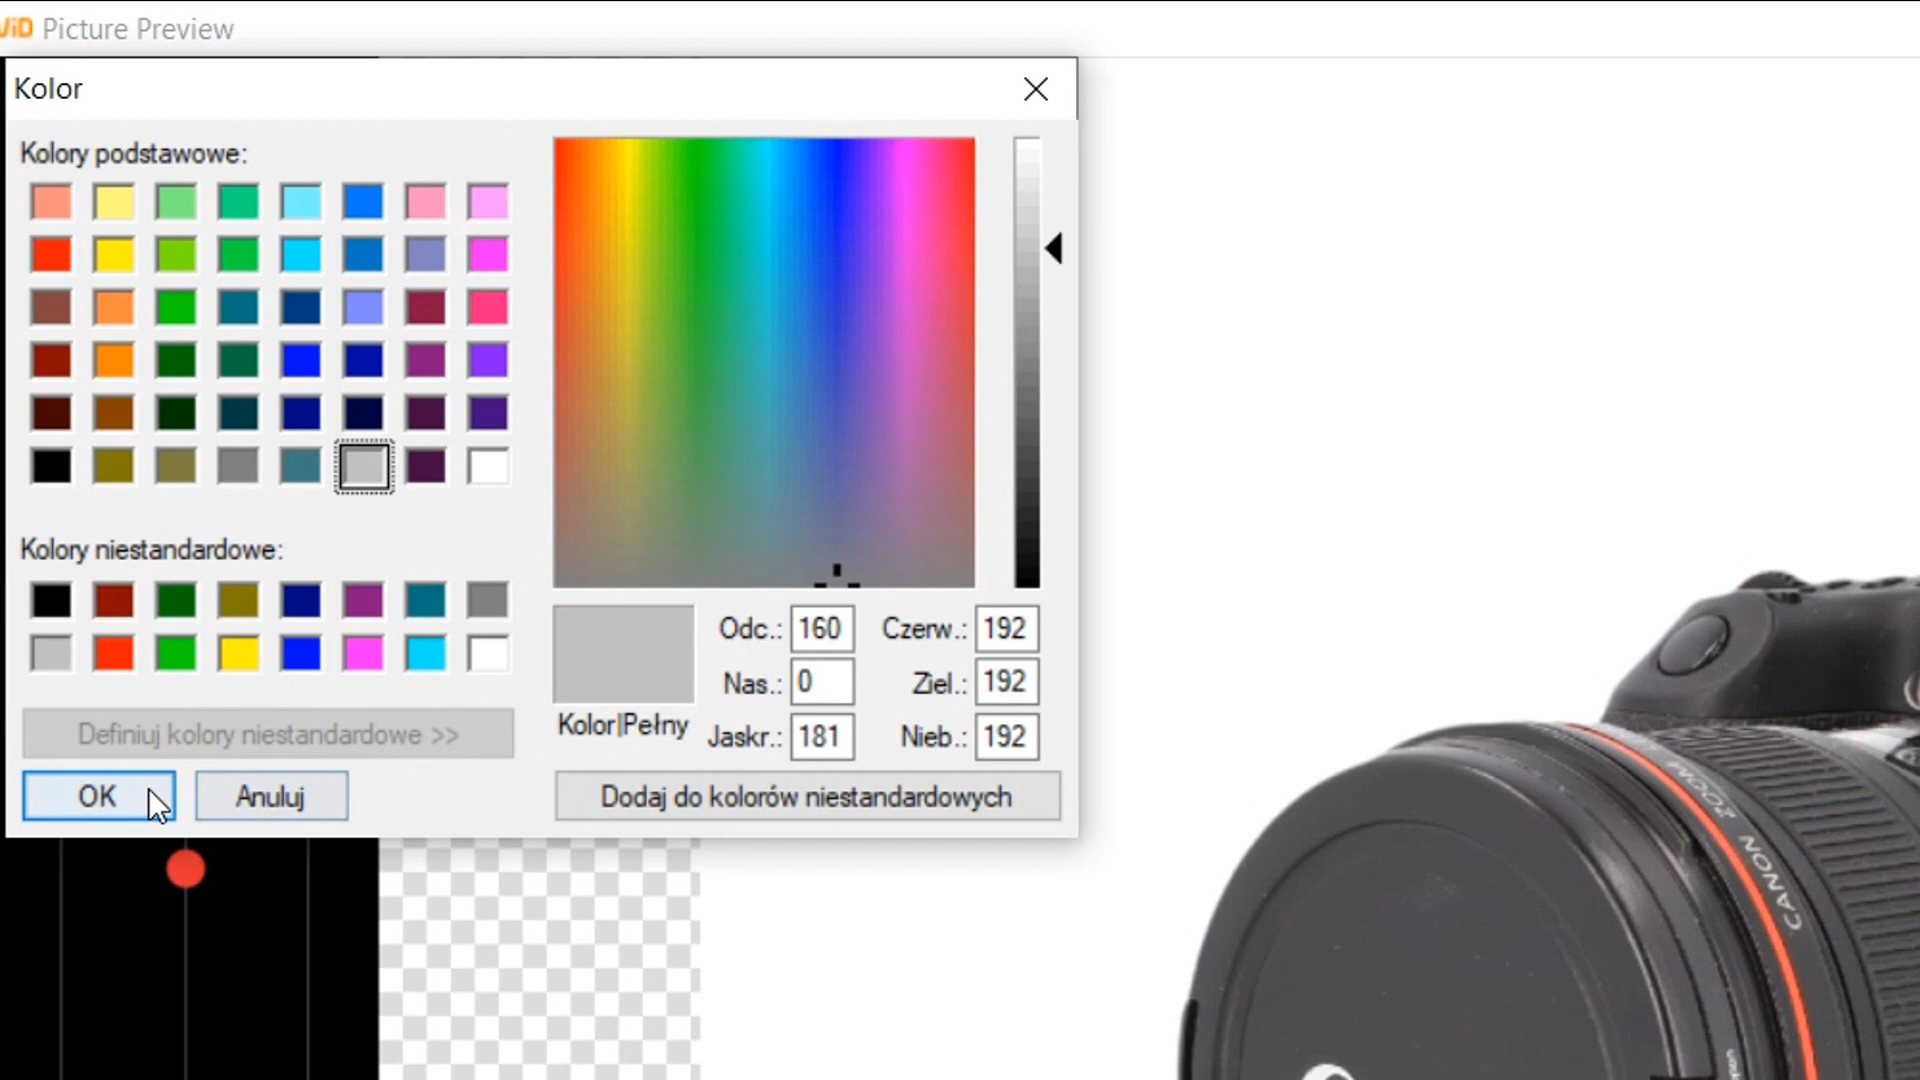 ViD Picture Preview
Kolor
Kolory podstawowe:
Kolory niestandardowe:
Definiuj kolory niestandardowe >>
OK
Anuluj
Kolor|Pełny
Odc.: 160
Nas.: 0
Jaskr.: 181
Czerw.: 192
Ziel.: 192
Nieb.: 192
Dodaj do kolorów niestandardowych
CANON ZOOM